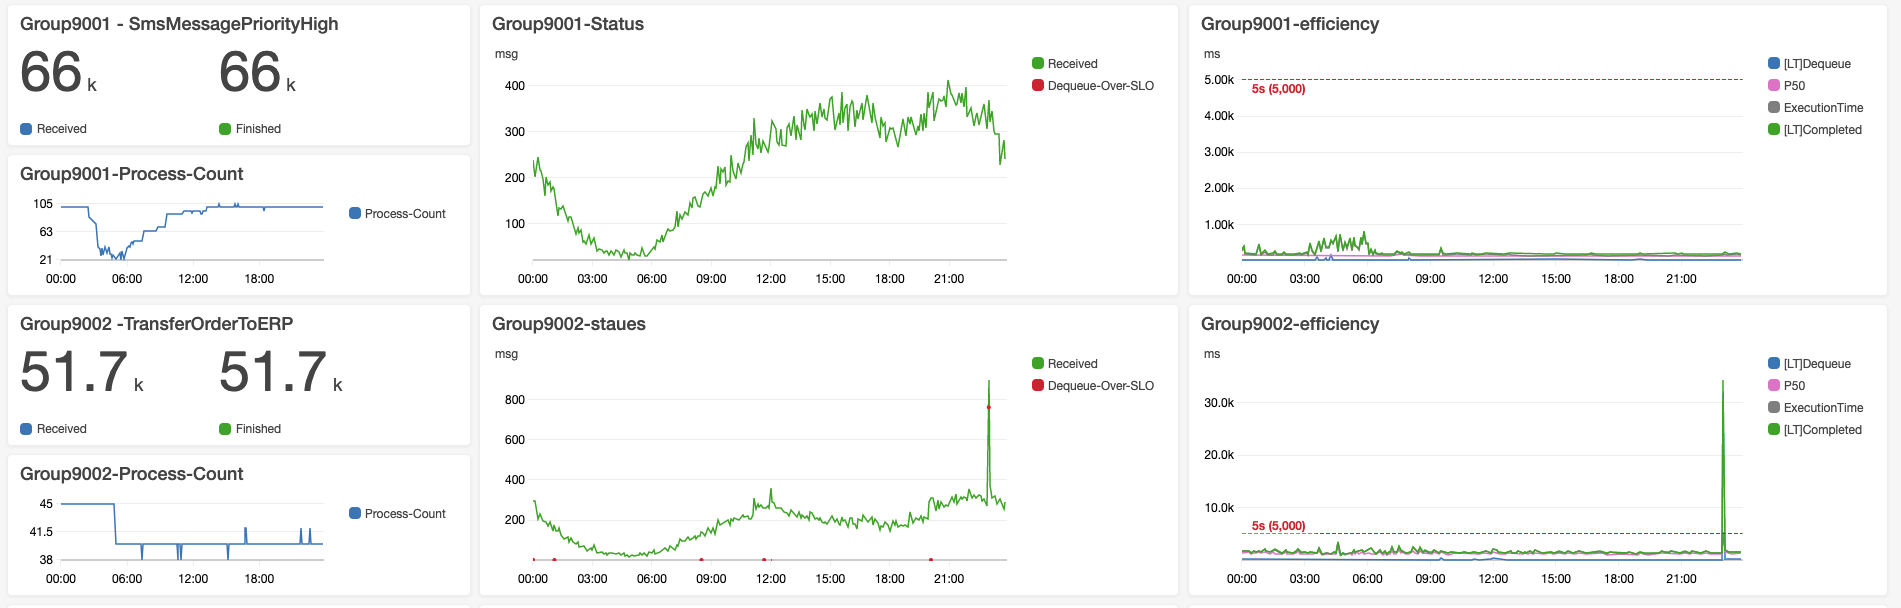 Group9001 - SmsMessagePriorityHigh
66 k
66 k
Received
Finished
Group9001-Status
msg
400
300
200
100
00:00
03:00
06:00
09:00
12:00
15:00
18:00
21:00
Received
Dequeue-Over-SLO
Group9001-efficiency
ms
5.00k
5s (5,000)
4.00k
3.00k
2.00k
1.00k
00:00
03:00
06:00
09:00
12:00
15:00
18:00
21:00
[LT]Dequeue
P50
ExecutionTime
[LT]Completed
Group9001-Process-Count
105
63
21
00:00
06:00
12:00
18:00
Process-Count
Group9002 -TransferOrderToERP
51.7 k
51.7 k
Received
Finished
Group9002-staues
msg
800
600
400
200
00:00
03:00
06:00
09:00
12:00
15:00
18:00
21:00
Received
Dequeue-Over-SLO
Group9002-efficiency
ms
30.0k
20.0k
10.0k
5s (5,000)
00:00
03:00
06:00
09:00
12:00
15:00
18:00
21:00
[LT]Dequeue
P50
ExecutionTime
[LT]Completed
Group9002-Process-Count
45
41.5
38
00:00
06:00
12:00
18:00
Process-Count